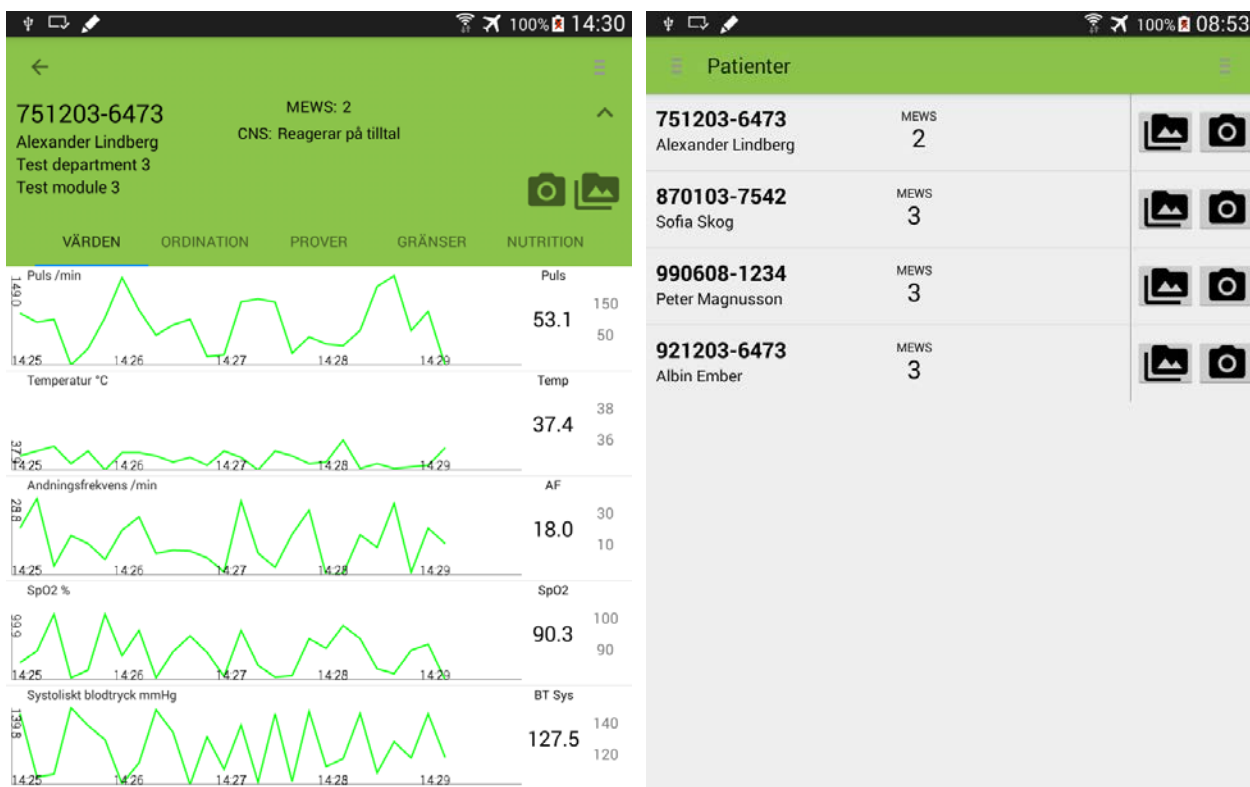 100% 14:30
751203-6473
MEWS: 2
Alexander Lindberg
CNS: Reagerar på tilltal
Test department 3
Test module 3
VÄRDEN ORDINATION PROVER GRÄNSER NUTRITION
Puls /min Puls
149.0
53.1
150
50
14:25 14:26 14:27 14:28 14:29
Temperatur °C Temp
37.4
38
36
37.9
14:25 14:26 14:27 14:28 14:29
Andningsfrekvens /min AF
28.8
18.0
30
10
14:25 14:26 14:27 14:28 14:29
SpO2 % SpO2
99.9
90.3
100
90
14:25 14:26 14:27 14:28 14:29
Systoliskt blodtryck mmHg BT Sys
139.8
127.5
140
120
14:25 14:26 14:27 14:28 14:29
100% 08:53
Patienter
751203-6473 MEWS
Alexander Lindberg 2
870103-7542 MEWS
Sofia Skog 3
990608-1234 MEWS
Peter Magnusson 3
921203-6473 MEWS
Albin Ember 3